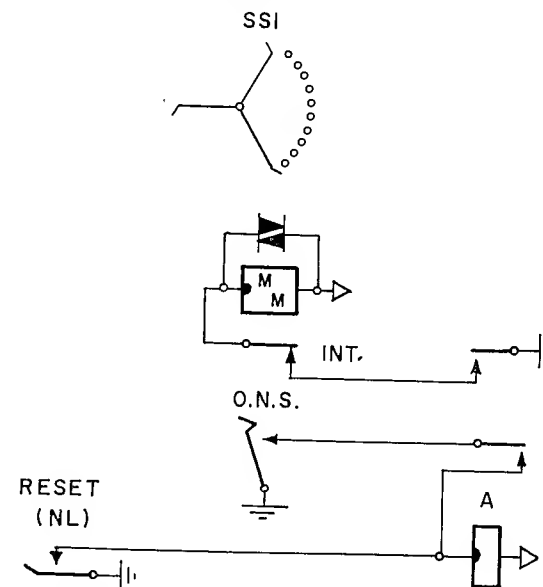 SSI
M
M
INT.
O.N.S.
RESET
(NL)
A